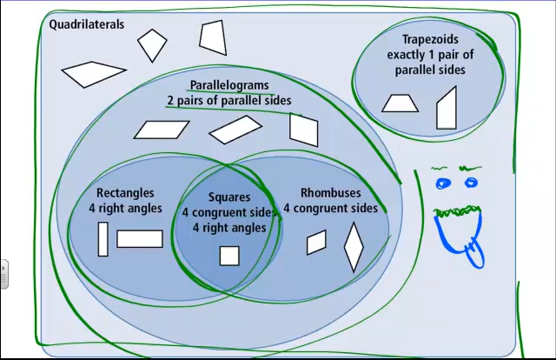 Quadrilaterals
Trapezoids
exactly 1 pair of
parallel sides
Parallelograms
2 pairs of parallel sides
Rectangles
4 right angles
Squares
4 congruent sides
4 right angles
Rhombuses
4 congruent sides